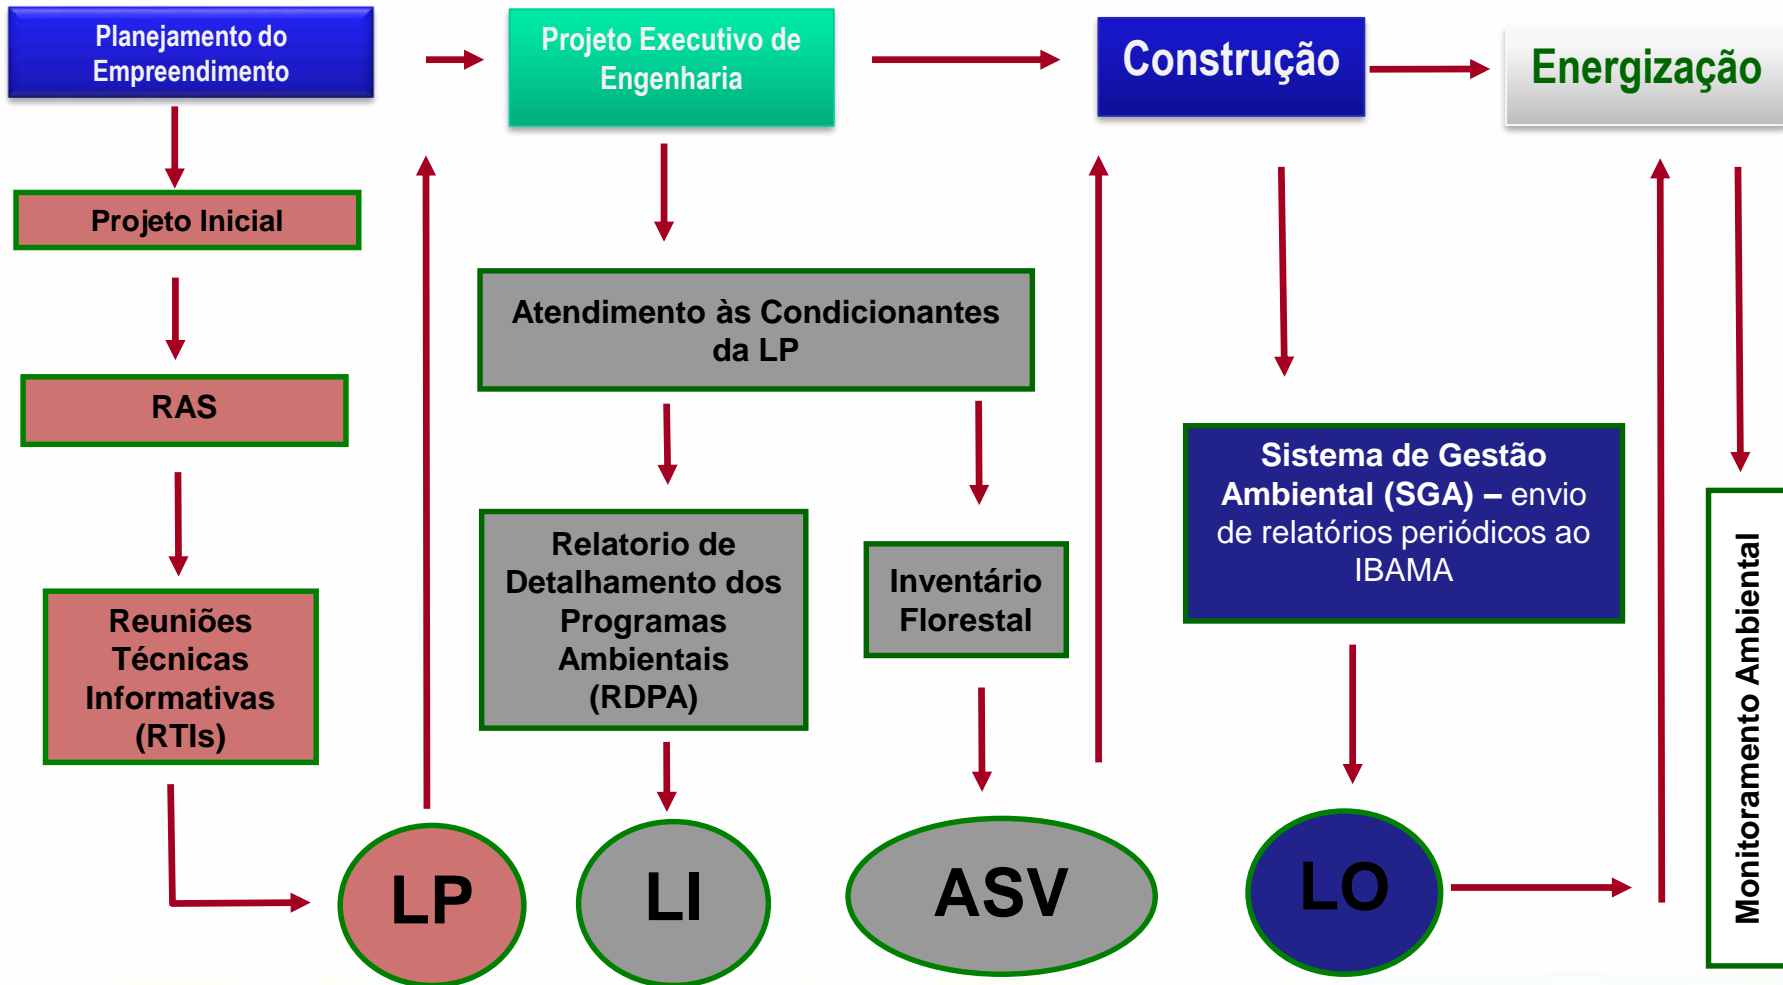 Planejamento do
Empreendimento
Projeto Executivo de
Engenharia
Construção
Energização
Projeto Inicial
RAS
Reuniões
Técnicas
Informativas
(RTIs)
LP
Atendimento às Condicionantes
da LP
Relatorio de
Detalhamento dos
Programas
Ambientais
(RDPA)
Inventário
Florestal
LI
ASV
Sistema de Gestão
Ambiental (SGA) – envio
de relatórios periódicos ao
IBAMA
LO
Monitoramento Ambiental